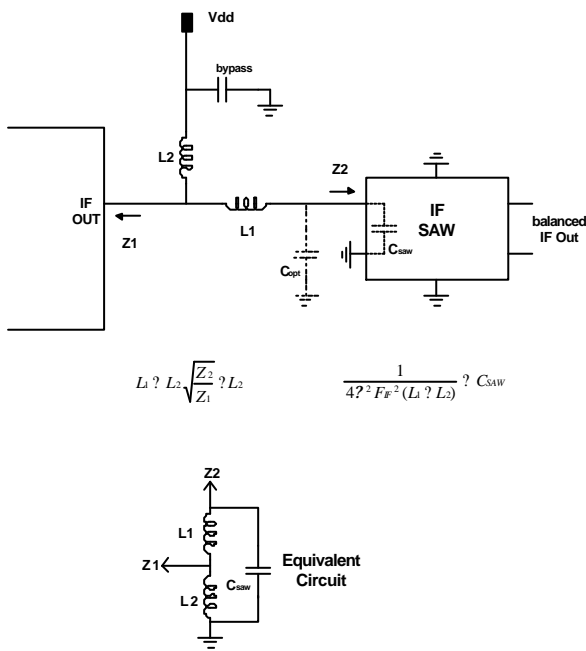 Vdd
bypass
L2
Z2
IF
OUT
Z1
L1
IF
SAW
Csaw
Copt
balanced
IF Out
L1 ? L2 √(Z2/Z1) ? L2
1/(4?² FIF² (L1 ? L2)) ? CSAW
Z2
L1
Z1
Csaw
L2
Equivalent
Circuit